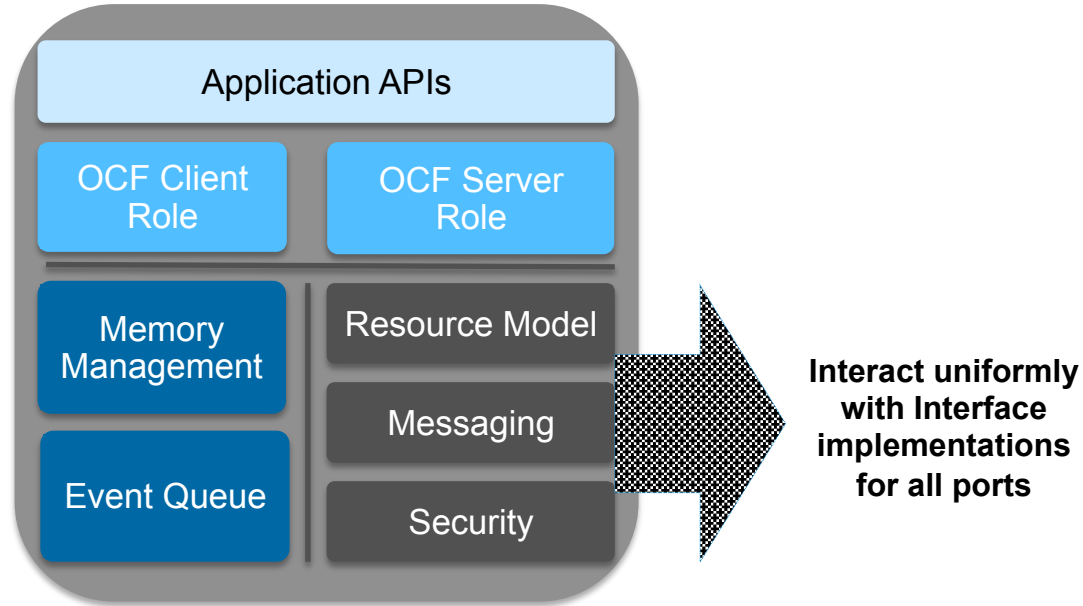 Application APIs
OCF Client
Role
OCF Server
Role
Memory
Management
Event Queue
Resource Model
Messaging
Security
Interact uniformly
with Interface
implementations
for all ports